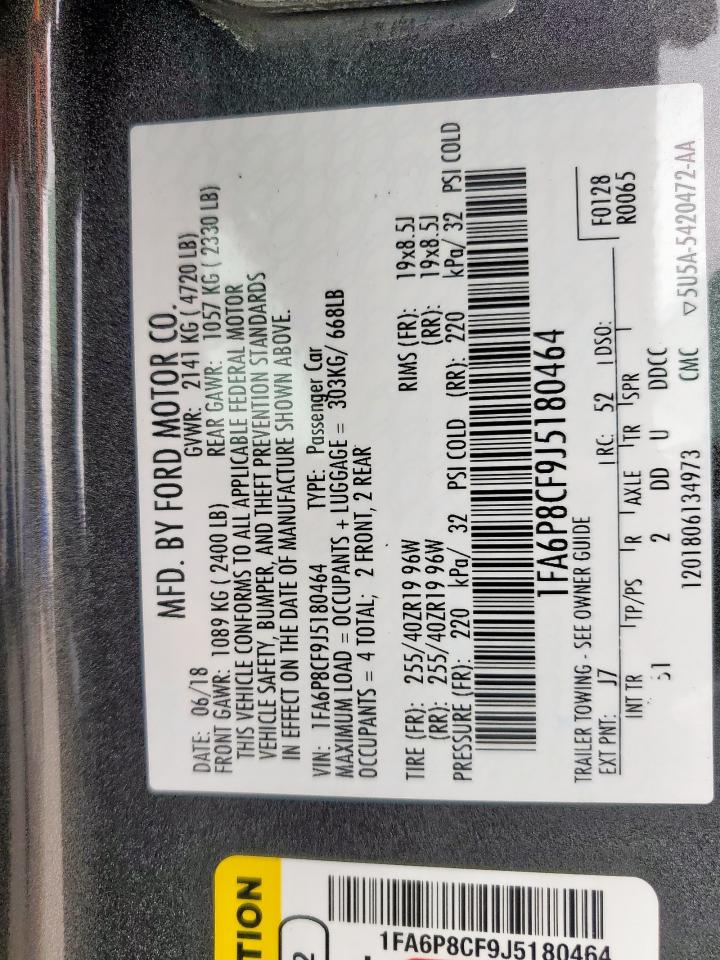 MFD. BY FORD MOTOR CO.
DATE: 06/18 GVWR: 2141 KG ( 4720 LB)
FRONT GAWR: 1089 KG ( 2400 LB) REAR GAWR: 1057 KG ( 2330 LB)
THIS VEHICLE CONFORMS TO ALL APPLICABLE FEDERAL MOTOR
VEHICLE SAFETY, BUMPER, AND THEFT PREVENTION STANDARDS
IN EFFECT ON THE DATE OF MANUFACTURE SHOWN ABOVE.
VIN: 1FA6P8CF9J5180464 TYPE: Passenger Car
MAXIMUM LOAD = OCCUPANTS + LUGGAGE = 303KG/ 668LB
OCCUPANTS = 4 TOTAL; 2 FRONT, 2 REAR
TIRE (FR): 255/40ZR19 96W RIMS (FR): 19x8.5J
(RR): 255/40ZR19 96W (RR): 19x8.5J
PRESSURE (FR): 220 kPa/ 32 PSI COLD (RR): 220 kPa/ 32 PSI COLD
1FA6P8CF9J5180464
TRAILER TOWING - SEE OWNER GUIDE F0128
EXT PNT: J7 RC: 52 DSO: R0065
INT TR TP/PS R AXLE TR SPR
51 2 DD U DDCC
1201806134973 CMC ▽5U5A-5420472-AA
TION
2
1FA6P8CF9J5180464